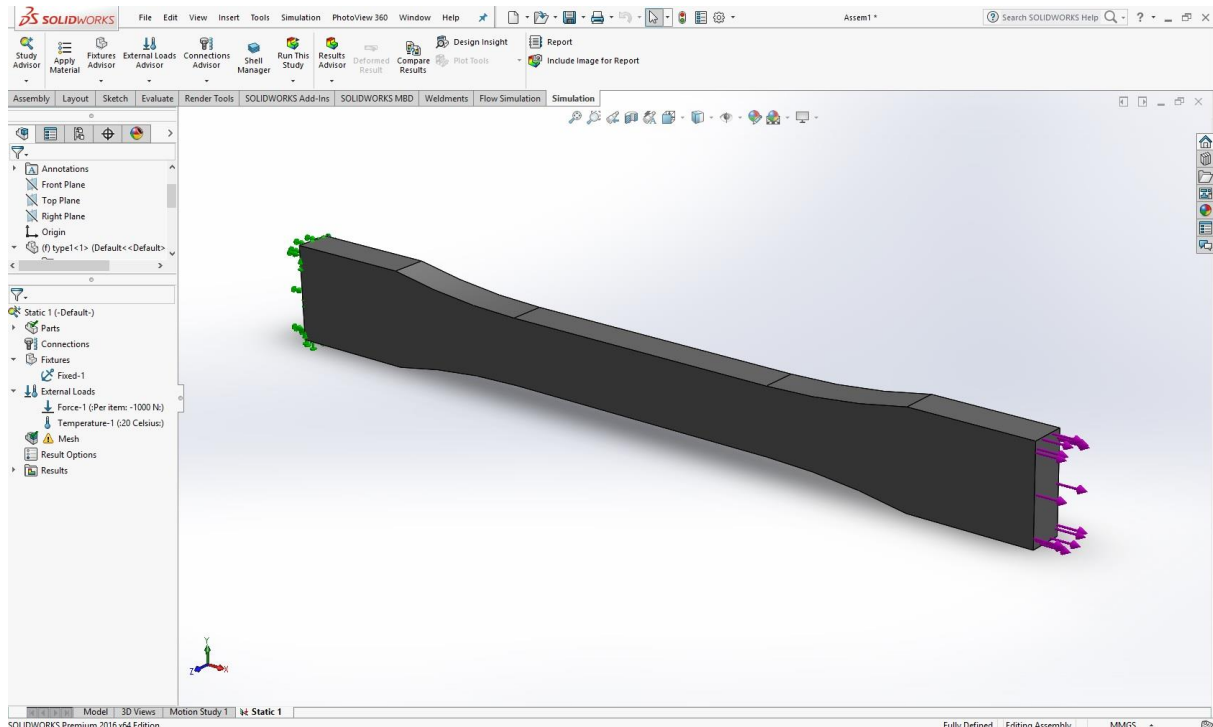 SOLIDWORKS File Edit View Insert Tools Simulation PhotoView 360 Window Help Assem1 * Search SOLIDWORKS Help ?
Study Advisor
Apply Material
Fixtures Advisor
External Loads Advisor
Connections Advisor
Shell Manager
Run This Study
Results Advisor
Deformed Result
Compare Results
Design Insight
Plot Tools
Report
Include Image for Report
Assembly Layout Sketch Evaluate Render Tools SOLIDWORKS Add-Ins SOLIDWORKS MBD Weldments Flow Simulation Simulation
Annotations
Front Plane
Top Plane
Right Plane
Origin
(f) type1<1> (Default<<Default>
Static 1 (-Default-)
Parts
Connections
Fixtures
Fixed-1
External Loads
Force-1 (:Per item: -1000 N:)
Temperature-1 (:20 Celsius:)
Mesh
Result Options
Results
Y
Z X
Model 3D Views Motion Study 1 Static 1
SOLIDWORKS Premium 2016 x64 Edition Fully Defined Editing Assembly MMGS